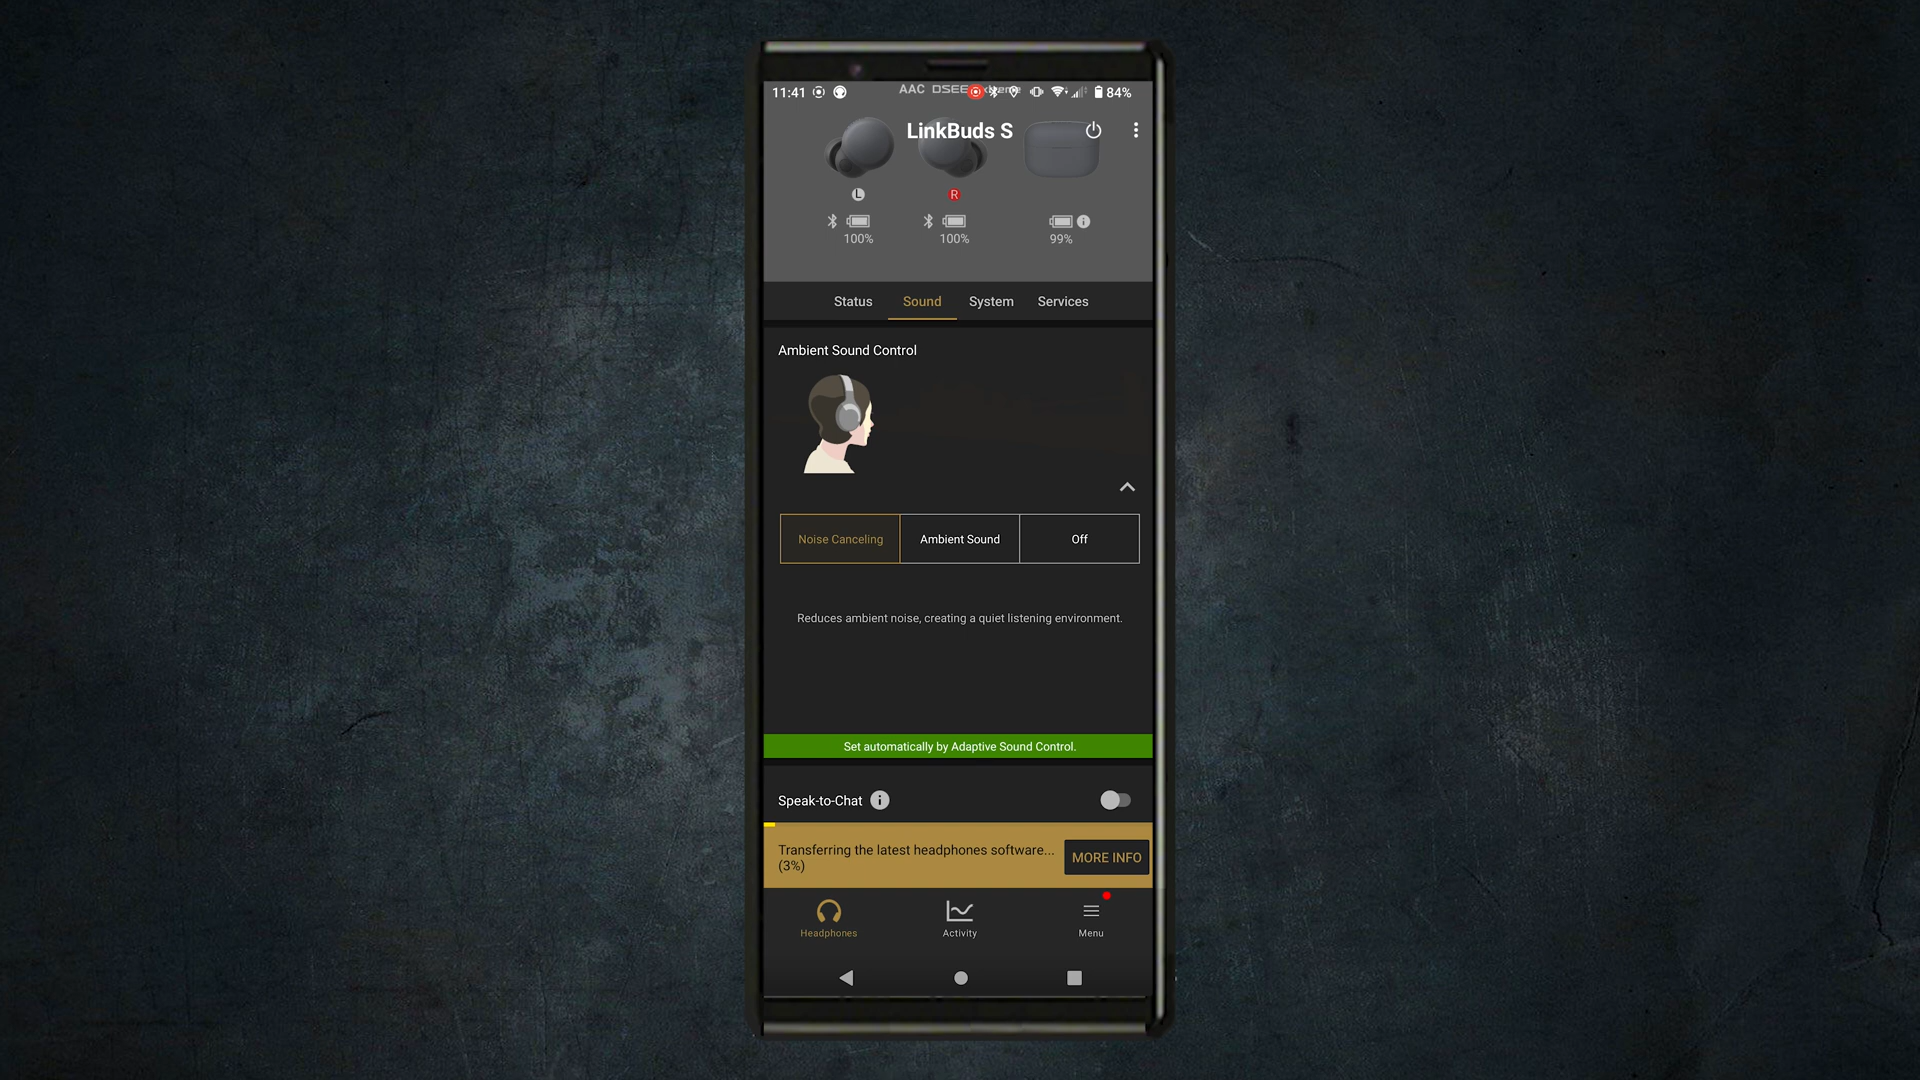 11:41
AAC DSEE Extreme
84%
LinkBuds S
L
R
100%
100%
99%
Status
Sound
System
Services
Ambient Sound Control
Noise Canceling
Ambient Sound
Off
Reduces ambient noise, creating a quiet listening environment.
Set automatically by Adaptive Sound Control.
Speak-to-Chat
Transferring the latest headphones software...
(3%)
MORE INFO
Headphones
Activity
Menu